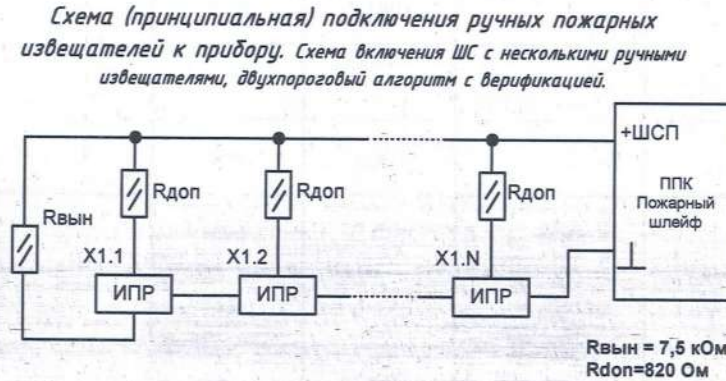 Схема (принципиальная) подключения ручных пожарных
извещателей к прибору. Схема включения ШС с несколькими ручными
извещателями, двухпороговый алгоритм с верификацией.
+ШСП
Rдоп
Rдоп
Rдоп
ППК
Пожарный
шлейф
Rвын
X1.1
X1.2
X1.N
ИПР
ИПР
ИПР
Rвын = 7,5 кОм
Rdon=820 Ом